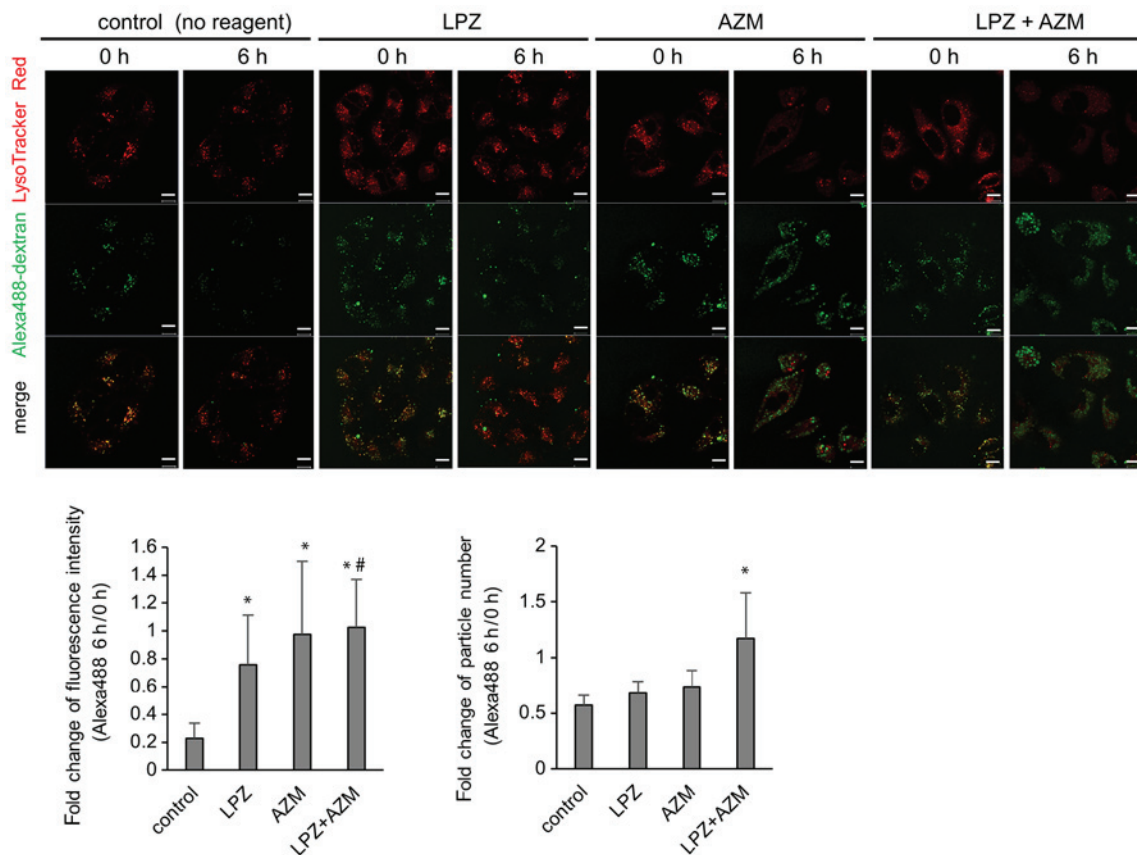 control (no reagent) LPZ AZM LPZ + AZM
0 h 6 h 0 h 6 h 0 h 6 h 0 h 6 h
LysoTracker Red
Alexa488-dextran
merge
Fold change of fluorescence intensity
(Alexa488 6 h/0 h)
1.6
1.4
1.2
1
0.8
0.6
0.4
0.2
0
*
*
* #
control
LPZ
AZM
LPZ+AZM
Fold change of particle number
(Alexa488 6 h/0 h)
2
1.5
1
0.5
0
*
control
LPZ
AZM
LPZ+AZM